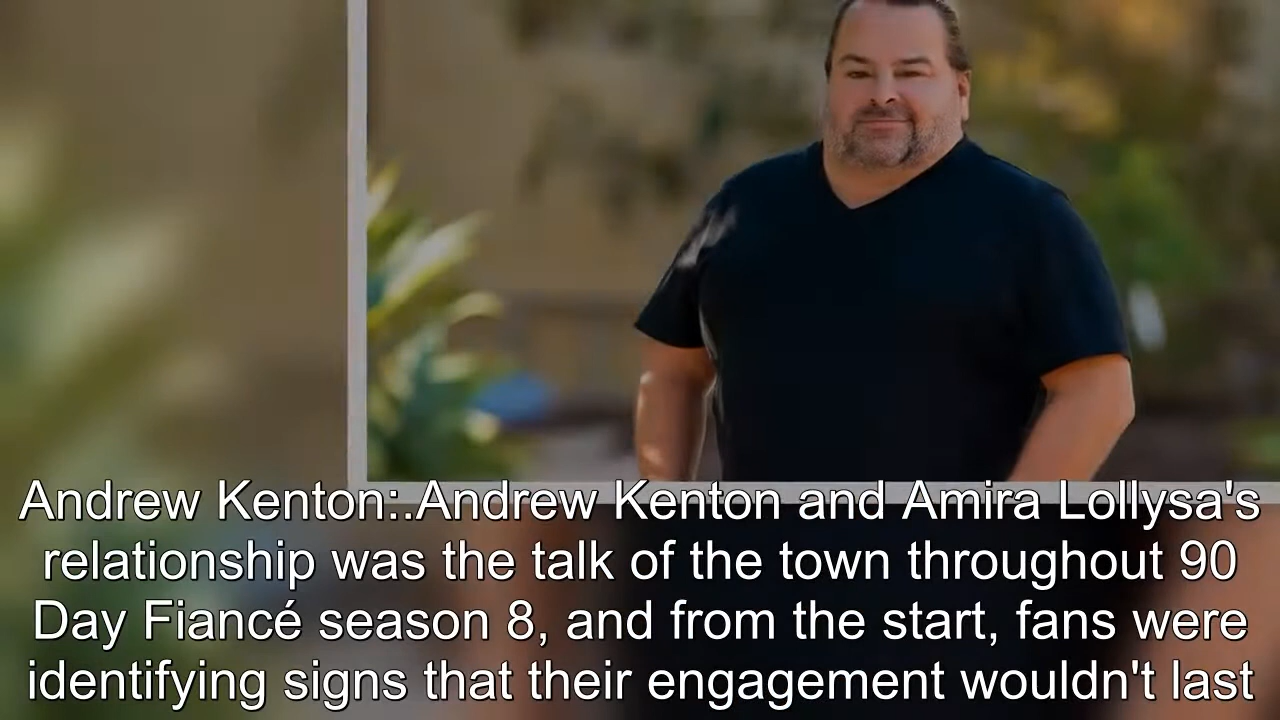 Andrew Kenton:.Andrew Kenton and Amira Lollysa's
relationship was the talk of the town throughout 90
Day Fiancé season 8, and from the start, fans were
identifying signs that their engagement wouldn't last